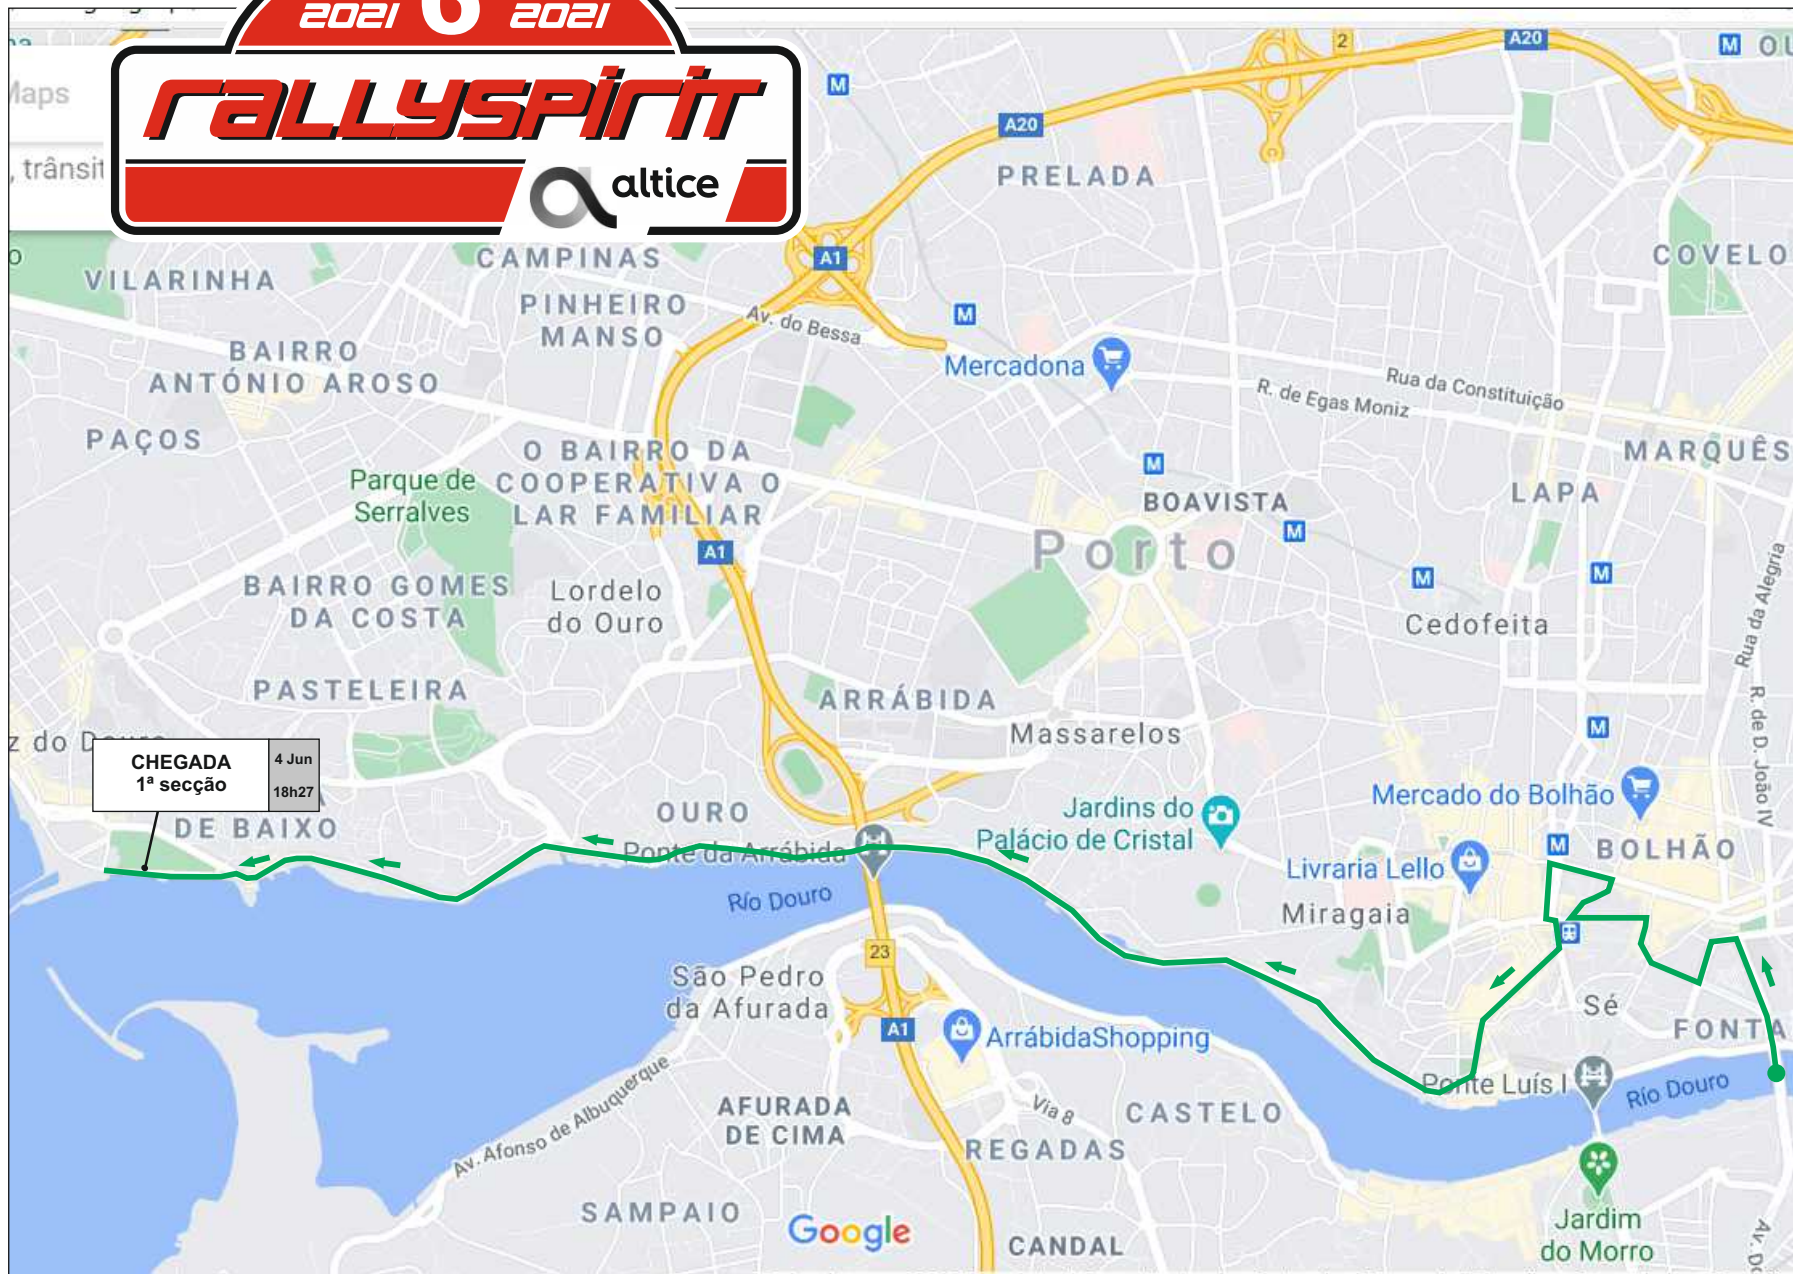 2021 6 2021
rallyspirit
altice
Maps
, trânsit
A20
2
A20
M
M
A20
PRELADA
COVELO
VILARINHA
CAMPINAS
A1
PINHEIRO
MANSO
Av. do Bessa
M
BAIRRO
ANTÓNIO AROSO
Mercadona
Rua da Constituição
R. de Egas Moniz
PAÇOS
O BAIRRO DA
COOPERATIVA O
LAR FAMILIAR
MARQUÊS
Parque de
Serralves
M
BOAVISTA
LAPA
M
Porto
A1
M
M
BAIRRO GOMES
DA COSTA
Lordelo
do Ouro
Cedofeita
Rua da Alegria
PASTELEIRA
ARRÁBIDA
Massarelos
M
R. de D. João IV
z do Douro
CHEGADA
1ª secção
4 Jun
18h27
A
DE BAIXO
OURO
Jardins do
Palácio de Cristal
Mercado do Bolhão
M
BOLHÃO
Ponte da Arrábida
Livraria Lello
Río Douro
Miragaia
23
São Pedro
da Afurada
Sé
A1
ArrábidaShopping
FONTA
Ponte Luís I
Río Douro
Av. Afonso de Albuquerque
AFURADA
DE CIMA
Via 8
CASTELO
REGADAS
SAMPAIO
Google
CANDAL
Jardim
do Morro